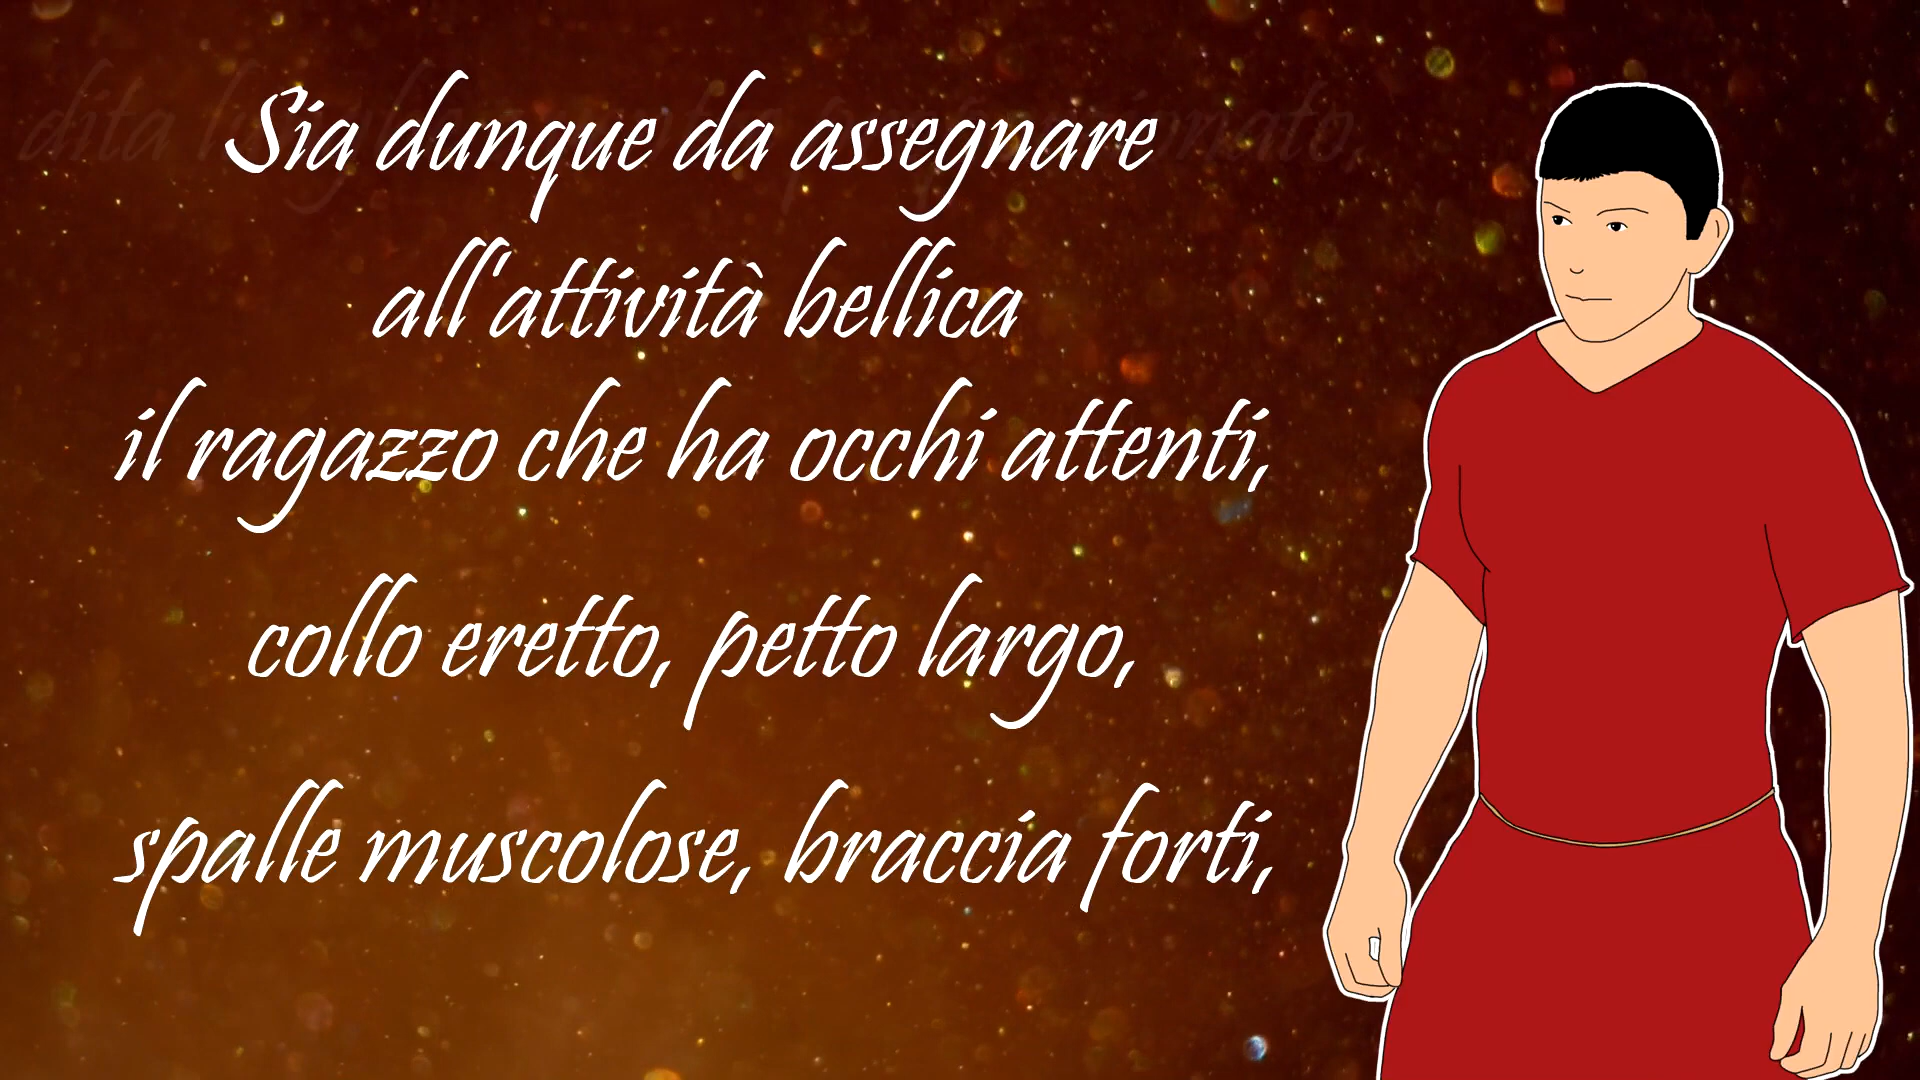 Sia dunque da assegnare
all'attività bellica
il ragazzo che ha occhi attenti,
collo eretto, petto largo,
spalle muscolose, braccia forti,